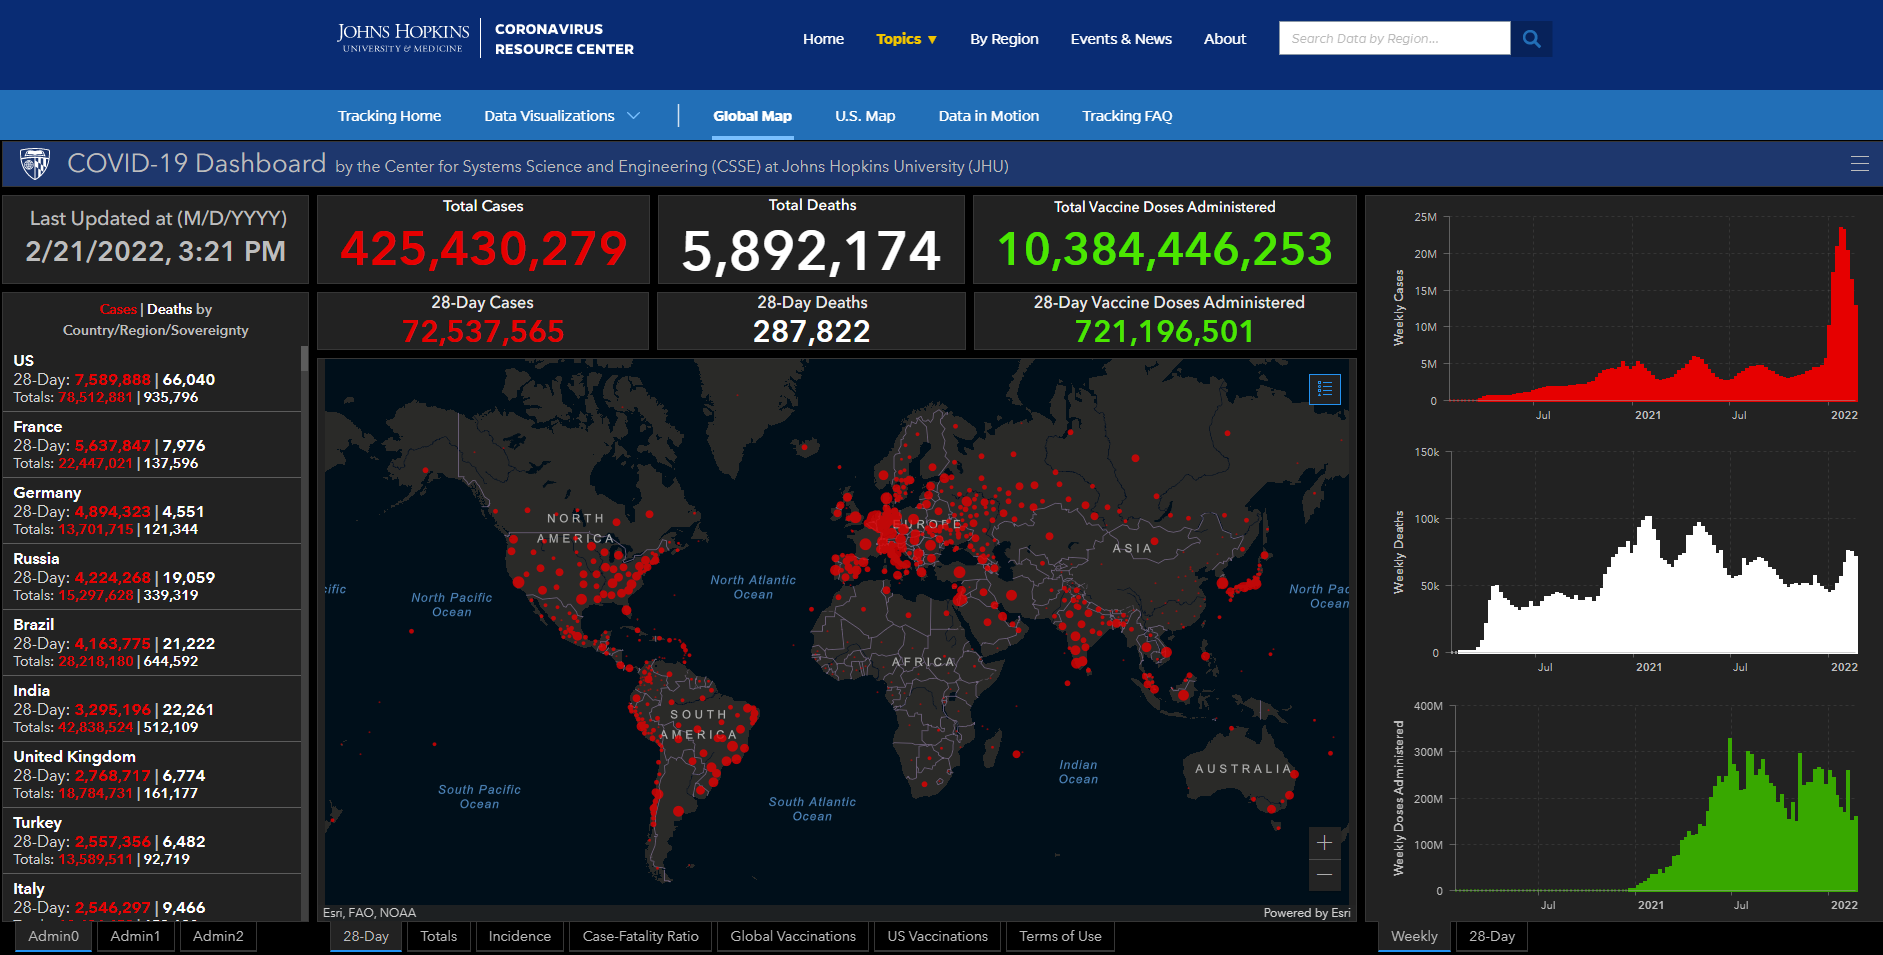 JOHNS HOPKINS
UNIVERSITY & MEDICINE
CORONAVIRUS
RESOURCE CENTER
Home
Topics ▼
By Region
Events & News
About
Search Data by Region...
Tracking Home
Data Visualizations
Global Map
U.S. Map
Data in Motion
Tracking FAQ
COVID-19 Dashboard by the Center for Systems Science and Engineering (CSSE) at Johns Hopkins University (JHU)
Last Updated at (M/D/YYYY)
2/21/2022, 3:21 PM
Total Cases
425,430,279
Total Deaths
5,892,174
Total Vaccine Doses Administered
10,384,446,253
28-Day Cases
72,537,565
28-Day Deaths
287,822
28-Day Vaccine Doses Administered
721,196,501
Cases | Deaths by
Country/Region/Sovereignty
US
28-Day: 7,589,888 | 66,040
Totals: 78,512,881 | 935,796
France
28-Day: 5,637,847 | 7,976
Totals: 22,447,021 | 137,596
Germany
28-Day: 4,894,323 | 4,551
Totals: 13,701,715 | 121,344
Russia
28-Day: 4,224,268 | 19,059
Totals: 15,297,628 | 339,319
Brazil
28-Day: 4,163,775 | 21,222
Totals: 28,218,180 | 644,592
India
28-Day: 3,295,196 | 22,261
Totals: 42,838,524 | 512,109
United Kingdom
28-Day: 2,768,717 | 6,774
Totals: 18,784,731 | 161,177
Turkey
28-Day: 2,557,356 | 6,482
Totals: 13,589,511 | 92,719
Italy
28-Day: 2,546,297 | 9,466
Admin0
Admin1
Admin2
NORTH
AMERICA
EUROPE
ASIA
North Atlantic
Ocean
North Pacific
Ocean
cific
North Pac
Ocean
AFRICA
SOUTH
AMERICA
Indian
Ocean
AUSTRALIA
South Pacific
Ocean
South Atlantic
Ocean
+
−
Esri, FAO, NOAA
Powered by Esri
28-Day
Totals
Incidence
Case-Fatality Ratio
Global Vaccinations
US Vaccinations
Terms of Use
Weekly Cases
25M
20M
15M
10M
5M
0
Jul
2021
Jul
2022
Weekly Deaths
150k
100k
50k
0
Jul
2021
Jul
2022
Weekly Doses Administered
400M
300M
200M
100M
0
Jul
2021
Jul
2022
Weekly
28-Day